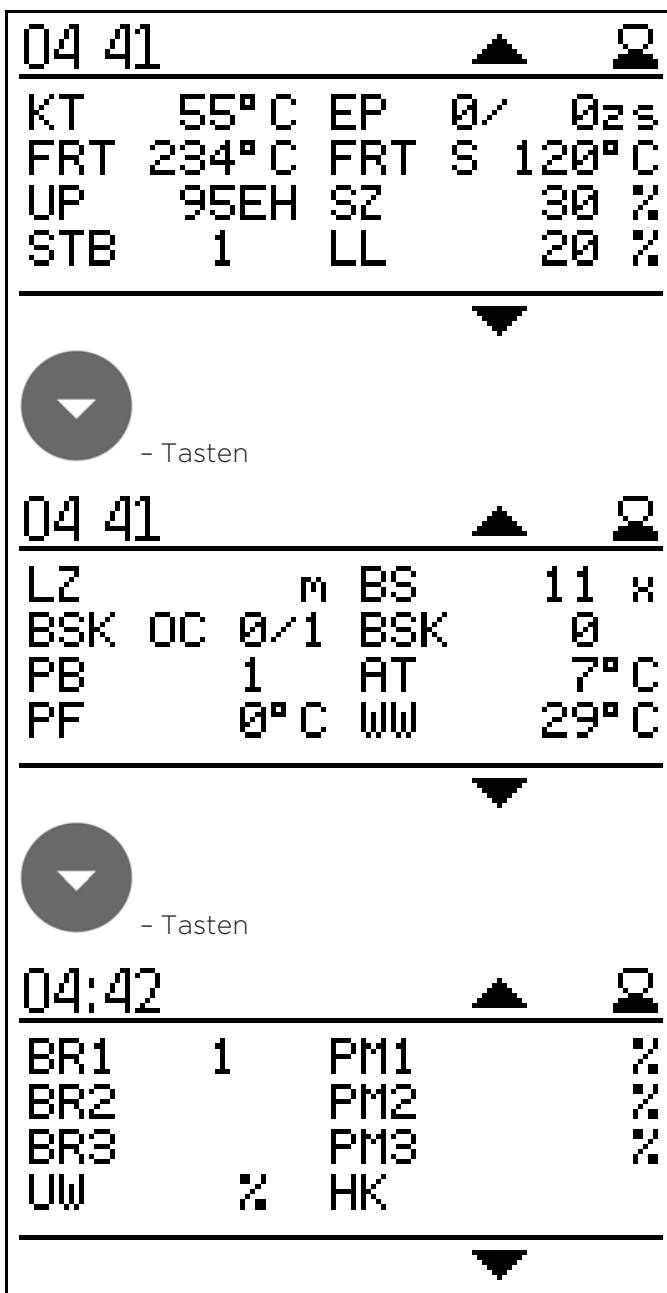 04 41
KT 55°C EP 0/ 0zs
FRT 234°C FRT S 120°C
UP 95EH SZ 30 %
STB 1 LL 20 %
– Tasten
04 41
LZ m BS 11 x
BSK OC 0/1 BSK 0
PB 1 AT 7°C
PF 0°C WW 29°C
– Tasten
04:42
BR1 1 PM1 %
BR2 PM2 %
BR3 PM3 %
UW % HK